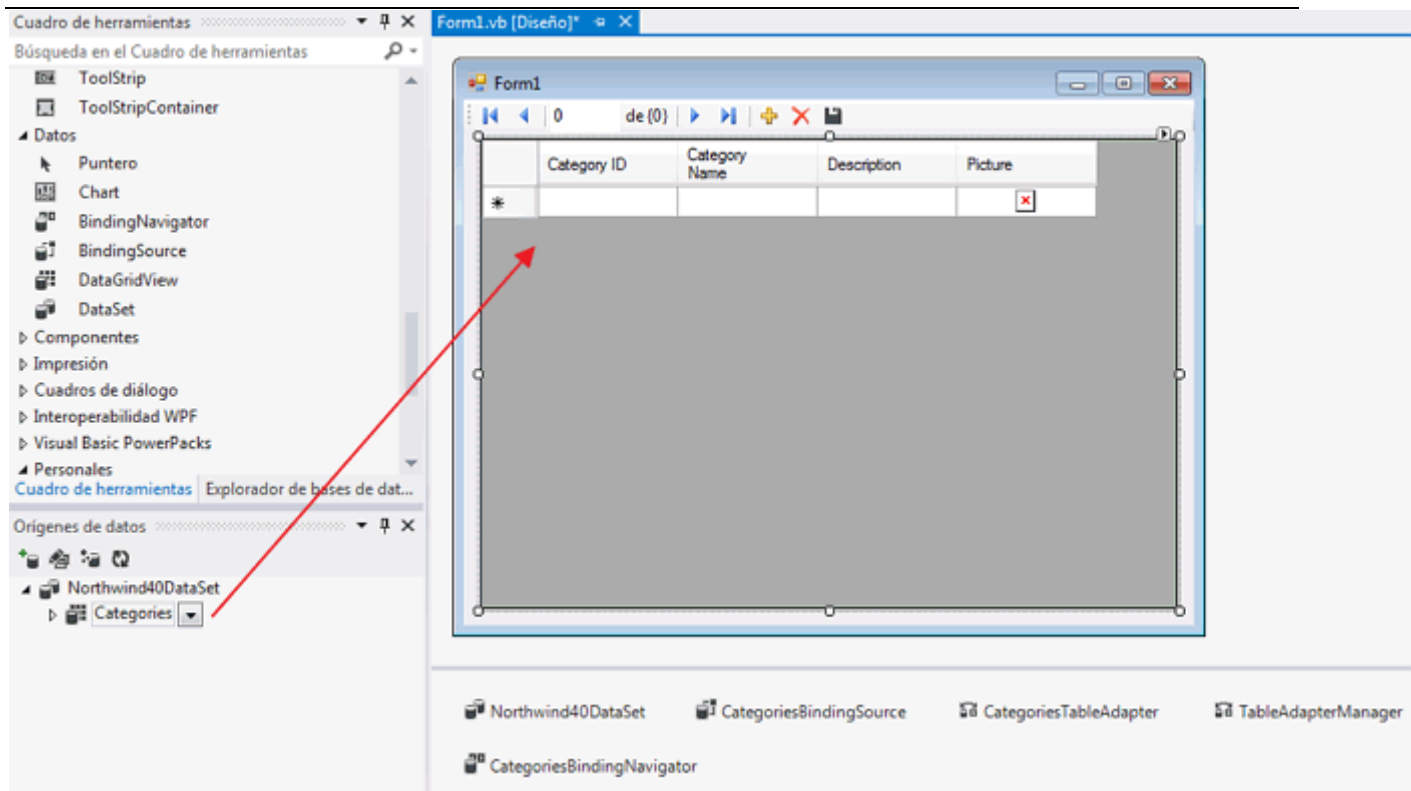 Cuadro de herramientas
Búsqueda en el Cuadro de herramientas
ToolStrip
ToolStripContainer
Datos
Puntero
Chart
BindingNavigator
BindingSource
DataGridView
DataSet
Componentes
Impresión
Cuadros de diálogo
Interoperabilidad WPF
Visual Basic PowerPacks
Personales
Cuadro de herramientas Explorador de bases de dat...
Orígenes de datos
Northwind40DataSet
Categories
Form1.vb [Diseño]*
Form1
0 de {0}
Category ID Category Name Description Picture
Northwind40DataSet CategoriesBindingSource CategoriesTableAdapter TableAdapterManager
CategoriesBindingNavigator